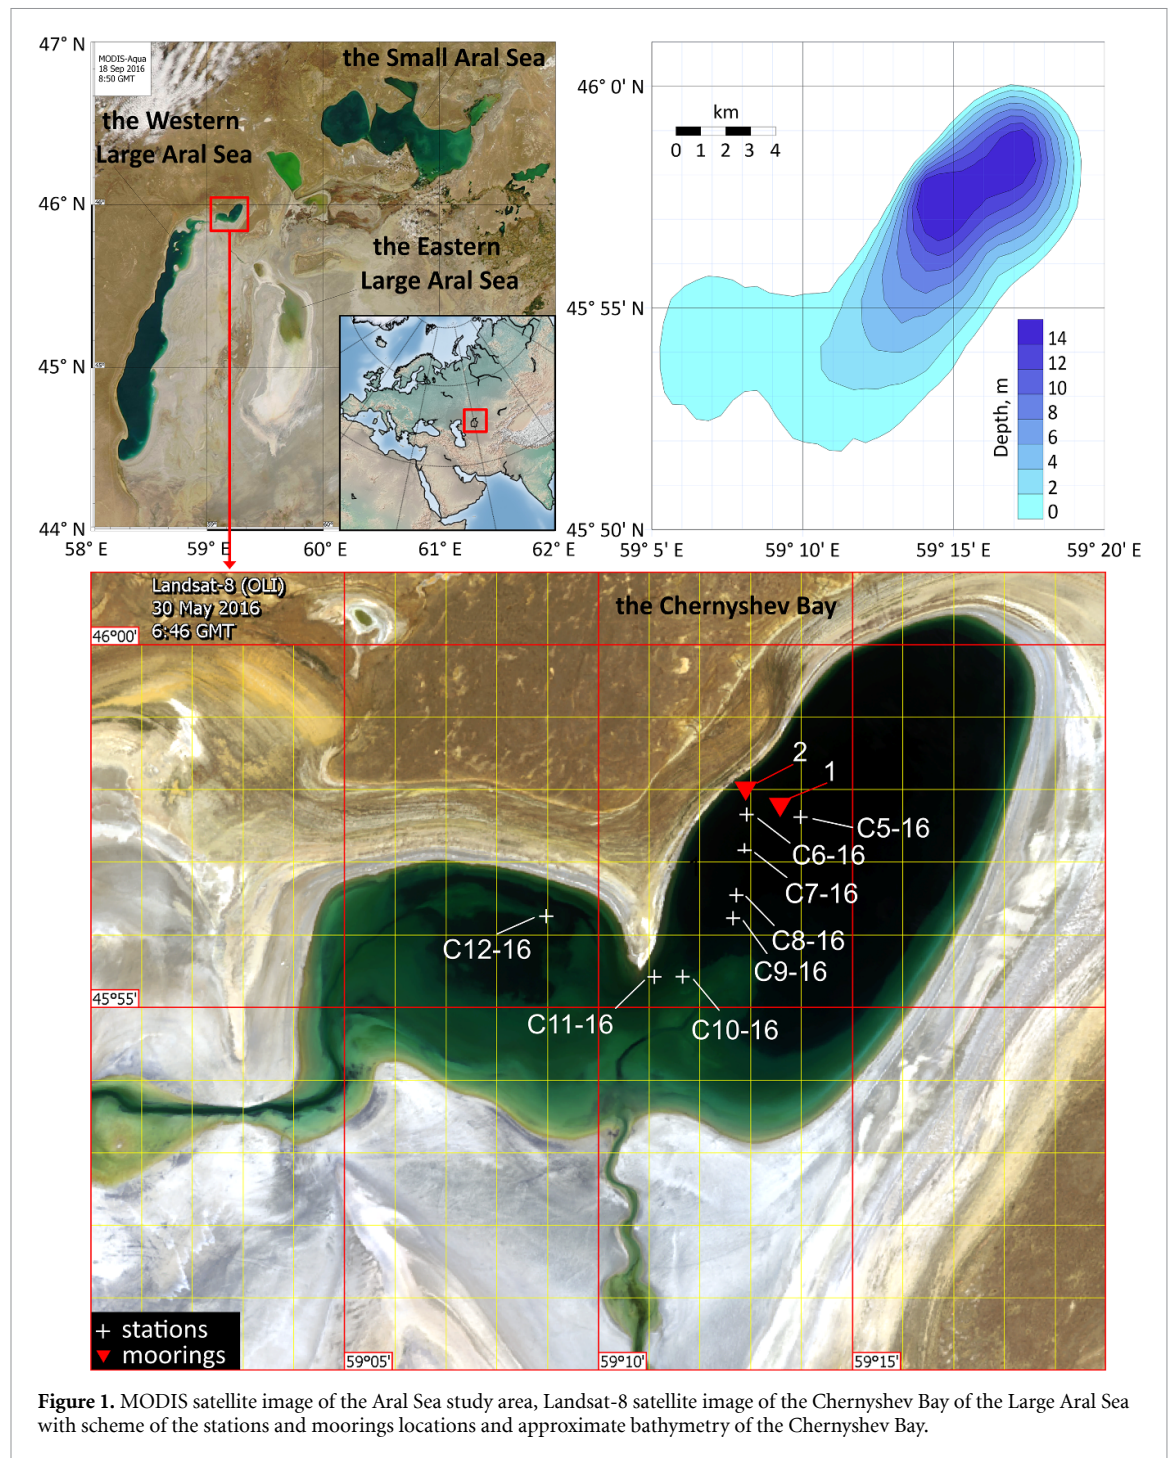 47° N
MODIS-Aqua
18 Sep 2016
8:50 GMT
the Small Aral Sea
the Western
Large Aral Sea
46° N
the Eastern
Large Aral Sea
45° N
44° N
58° E
59° E
60° E
61° E
62° E
46° 0' N
km
0 1 2 3 4
45° 55' N
Depth, m
14
12
10
8
6
4
2
0
45° 50' N
59° 5' E
59° 10' E
59° 15' E
59° 20' E
Landsat-8 (OLI)
30 May 2016
6:46 GMT
the Chernyshev Bay
46°00'
2
1
C5-16
C6-16
C7-16
C8-16
C9-16
C12-16
C11-16
C10-16
45°55'
+ stations
moorings
59°05'
59°10'
59°15'
Figure 1. MODIS satellite image of the Aral Sea study area, Landsat-8 satellite image of the Chernyshev Bay of the Large Aral Sea
with scheme of the stations and moorings locations and approximate bathymetry of the Chernyshev Bay.